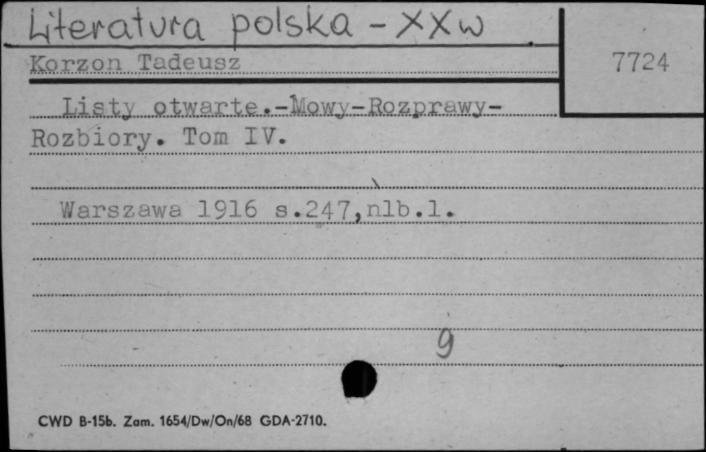 Literatura polska - XXw
Korzon Tadeusz
7724
Listy otwarte.-Mowy-Rozprawy-
Rozbiory. Tom IV.
Warszawa 1916 s.247,nlb.1.
9
CWD B-15b. Zam. 1654/Dw/On/68 GDA-2710.